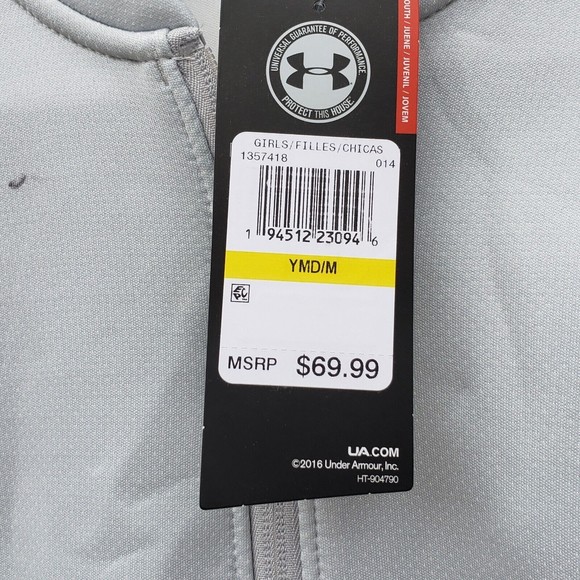 UNIVERSAL GUARANTEE OF PERFORMANCE
PROTECT THIS HOUSE
YOUTH / JUENE / JUVENIL / JOVEM
GIRLS/FILLES/CHICAS
1357418 014
1 94512 23094 6
YMD/M
MSRP $69.99
UA.COM
©2016 Under Armour, Inc.
HT-904790